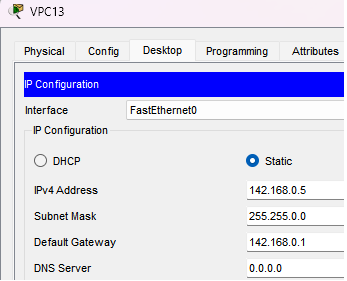 VPC13
Physical Config Desktop Programming Attributes
IP Configuration
Interface FastEthernet0
IP Configuration
DHCP Static
IPv4 Address 142.168.0.5
Subnet Mask 255.255.0.0
Default Gateway 142.168.0.1
DNS Server 0.0.0.0